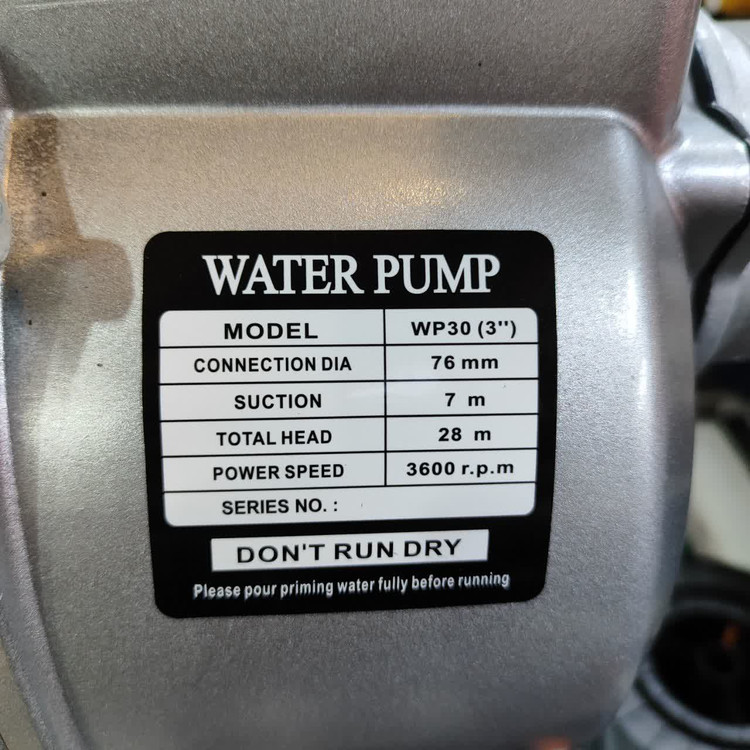 WATER PUMP
MODEL WP30 (3'')
CONNECTION DIA 76 mm
SUCTION 7 m
TOTAL HEAD 28 m
POWER SPEED 3600 r.p.m
SERIES NO. :
DON'T RUN DRY
Please pour priming water fully before running